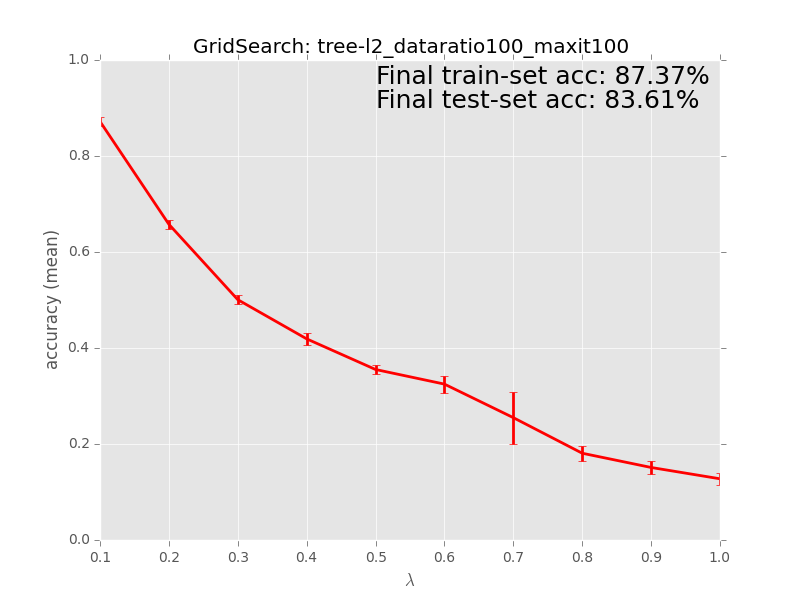 GridSearch: tree-l2_dataratio100_maxit100
Final train-set acc: 87.37%
Final test-set acc: 83.61%
accuracy (mean)
1.0
0.8
0.6
0.4
0.2
0.0
0.1 0.2 0.3 0.4 0.5 0.6 0.7 0.8 0.9 1.0
λ